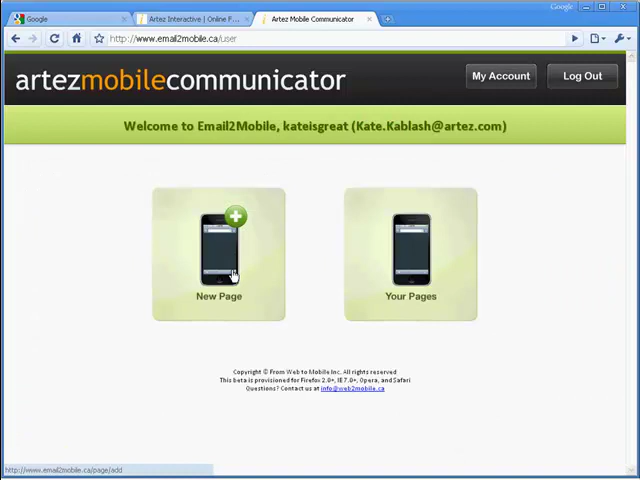 Google
Google
Artez Interactive | Online F...
Artez Mobile Communicator
http://www.email2mobile.ca/user
artezmobilecommunicator
My Account
Log Out
Welcome to Email2Mobile, kateisgreat (Kate.Kablash@artez.com)
New Page
Your Pages
Copyright © From Web to Mobile Inc. All rights reserved
This Beta is provisioned for Firefox 2.0+, IE 7.0+, Opera, and Safari
Questions? Contact us at info@web2mobile.ca
http://www.email2mobile.ca/page/add